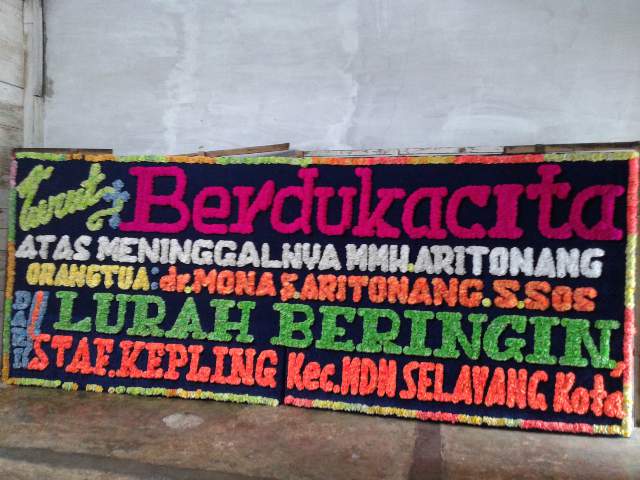 Turut Berdukacita
ATAS MENINGGALNYA MMH.ARITONANG
ORANGTUA: dr.MONA S.ARITONANG.S.Sos
DARI LURAH BERINGIN
STAF.KEPLING Kec.MDN SELAYANG Kota